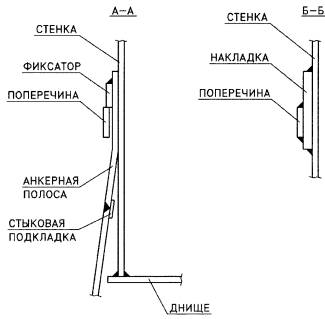 А–А
СТЕНКА
ФИКСАТОР
ПОПЕРЕЧИНА
АНКЕРНАЯ
ПОЛОСА
СТЫКОВАЯ
ПОДКЛАДКА
ДНИЩЕ
Б–Б
СТЕНКА
НАКЛАДКА
ПОПЕРЕЧИНА